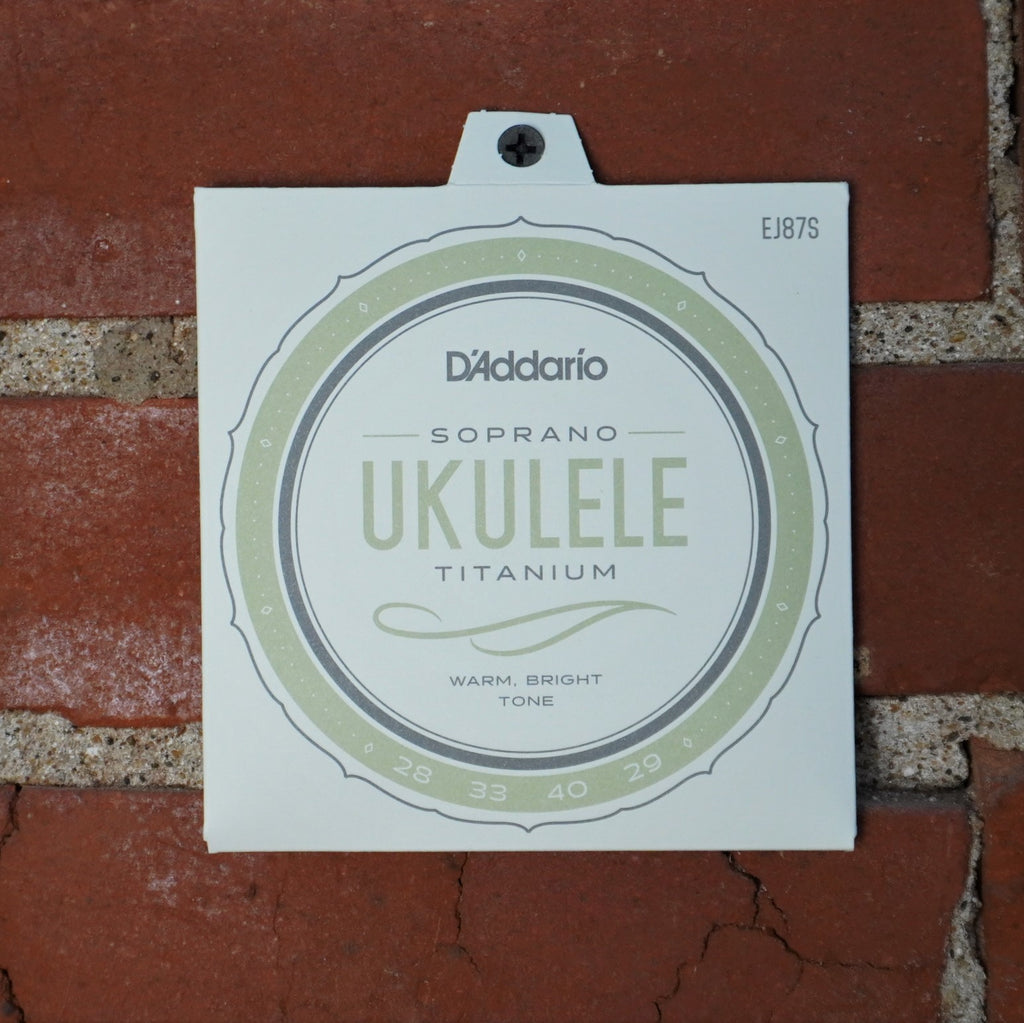 EJ87S
D'Addario
SOPRANO
UKULELE
TITANIUM
WARM, BRIGHT
TONE
28 33 40 29